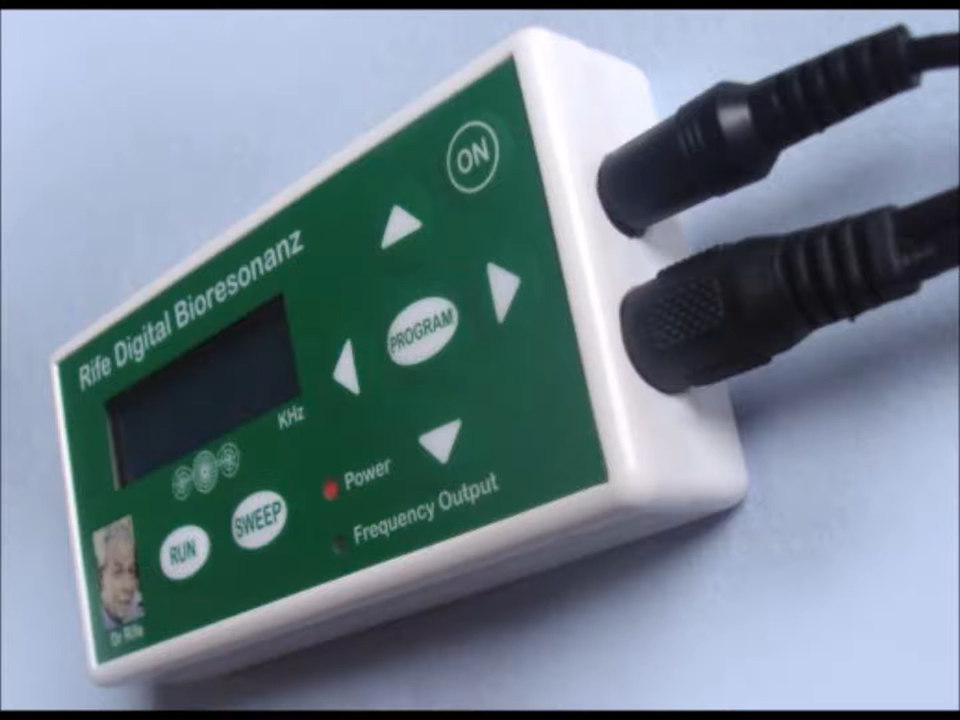 Rife Digital Bioresonanz
ON
PROGRAM
KHz
RUN
SWEEP
Power
Frequency Output
Dr Rife